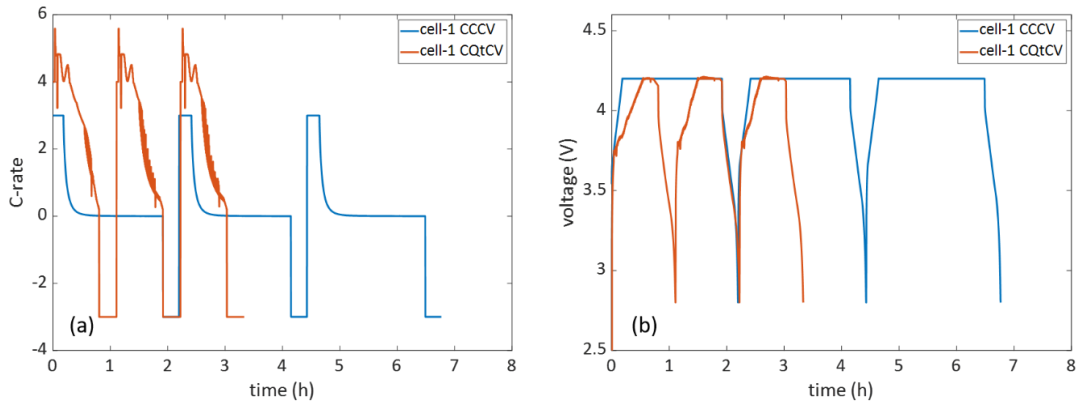 6
4
2
0
-2
-4
C-rate
cell-1 CCCV
cell-1 CQtCV
(a)
0 1 2 3 4 5 6 7 8
time (h)
4.5
4
3.5
3
2.5
voltage (V)
cell-1 CCCV
cell-1 CQtCV
(b)
0 1 2 3 4 5 6 7 8
time (h)